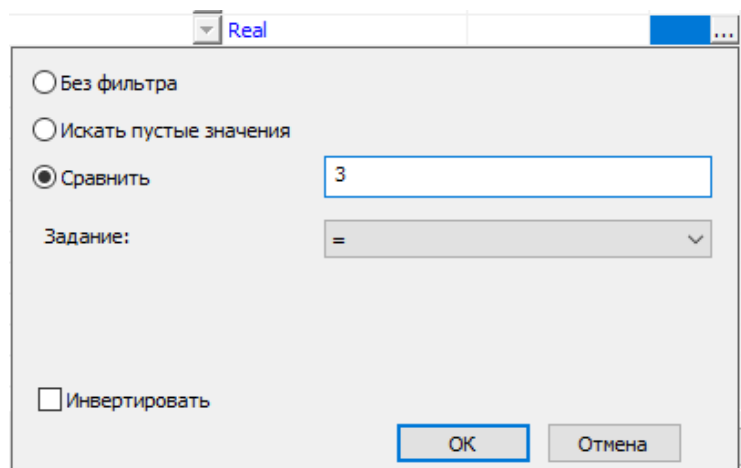 Real ...
Без фильтра
Искать пустые значения
Сравнить 3
Задание: =
Инвертировать
OK Отмена